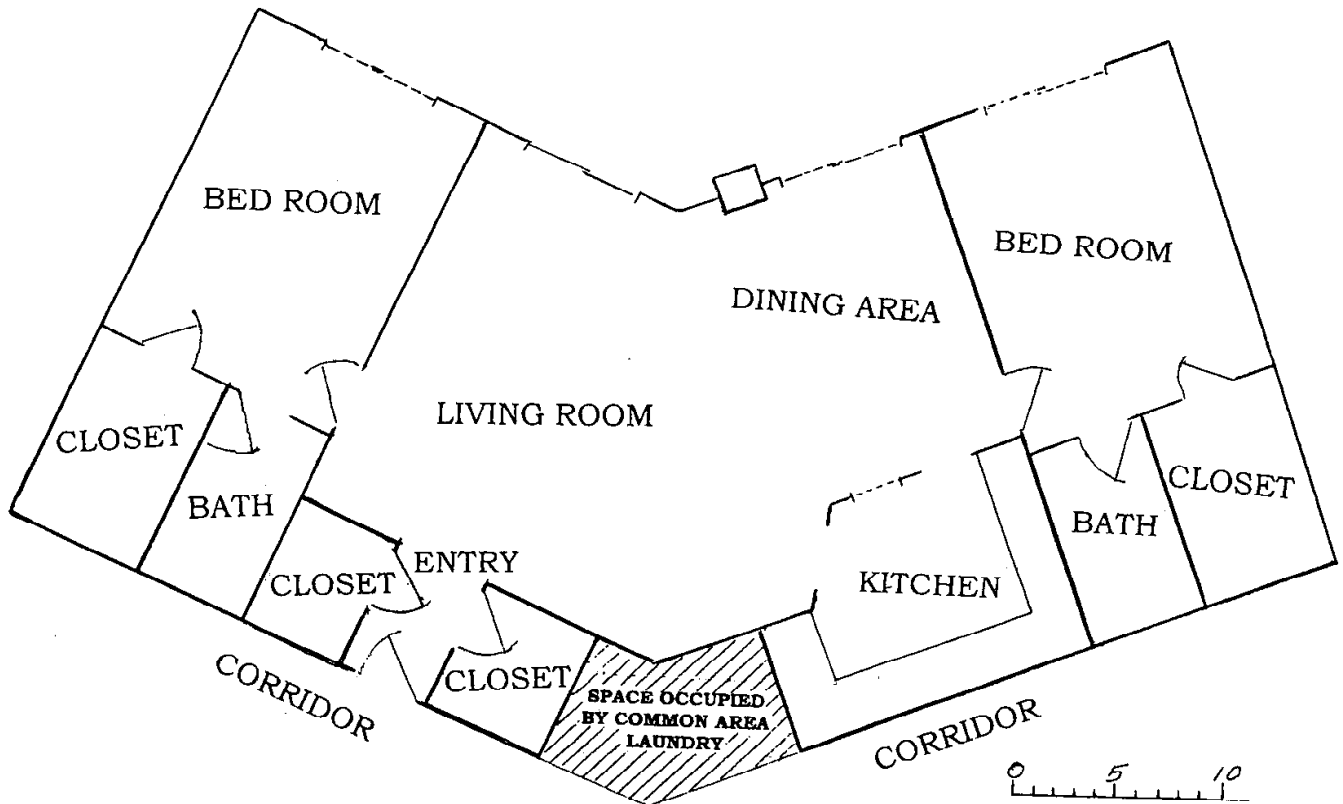 BED ROOM
BED ROOM
DINING AREA
LIVING ROOM
CLOSET
BATH
CLOSET
ENTRY
CLOSET
KITCHEN
BATH
CLOSET
SPACE OCCUPIED
BY COMMON AREA
LAUNDRY
CORRIDOR
CORRIDOR
0 5 10